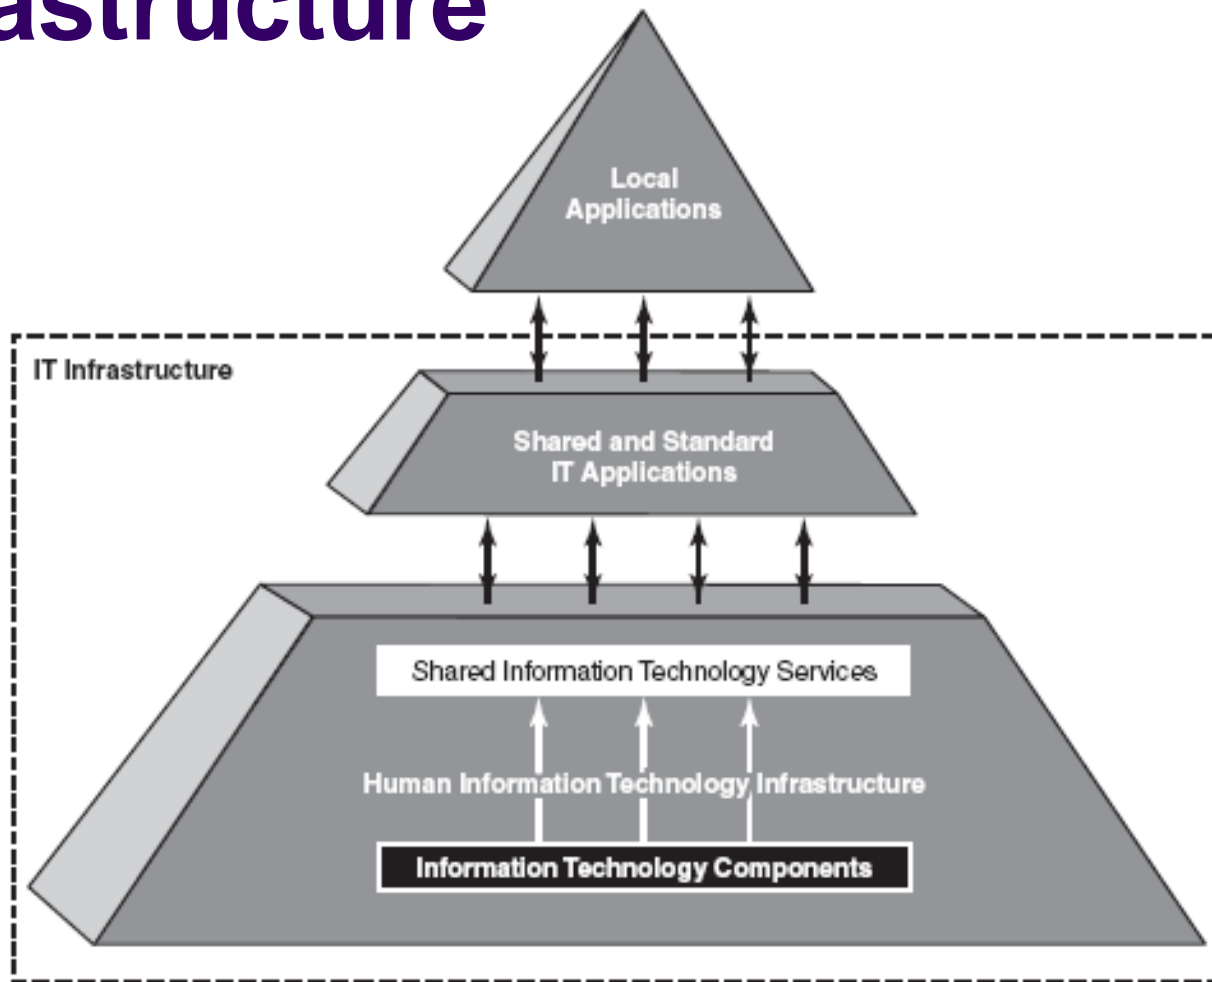 astructure
Local
Applications
IT Infrastructure
Shared and Standard
IT Applications
Shared Information Technology Services
Human Information Technology Infrastructure
Information Technology Components